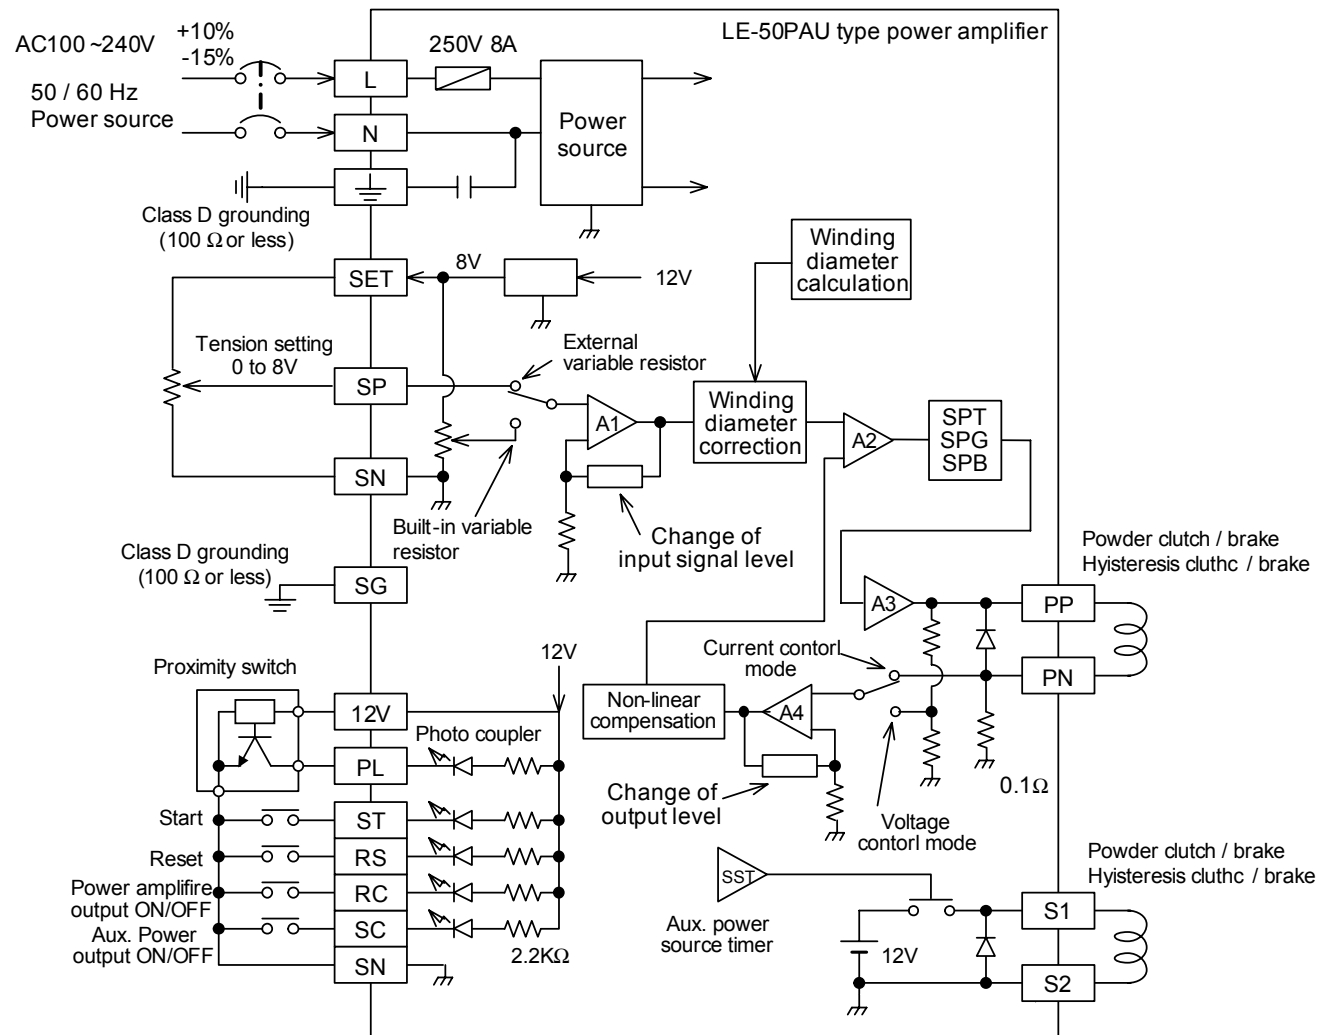 LE-50PAU type power amplifier
AC100 ~240V
+10%
-15%
50 / 60 Hz
Power source
L
250V 8A
N
Power
source
Class D grounding
(100 Ω or less)
SET
8V
12V
Winding
diameter
calculation
Tension setting
0 to 8V
SP
External
variable resistor
A1
Winding
diameter
correction
A2
SPT
SPG
SPB
SN
Built-in variable
resistor
Change of
input signal level
Class D grounding
(100 Ω or less)
SG
Powder clutch / brake
Hyisteresis cluthc / brake
A3
PP
PN
Current contorl
mode
Proximity switch
12V
12V
Non-linear
compensation
A4
Photo coupler
PL
Change of
output level
0.1Ω
Voltage
contorl mode
Start
ST
Reset
RS
Power amplifire
output ON/OFF
RC
Aux. Power
output ON/OFF
SC
2.2KΩ
SN
SST
Aux. power
source timer
12V
Powder clutch / brake
Hyisteresis cluthc / brake
S1
S2